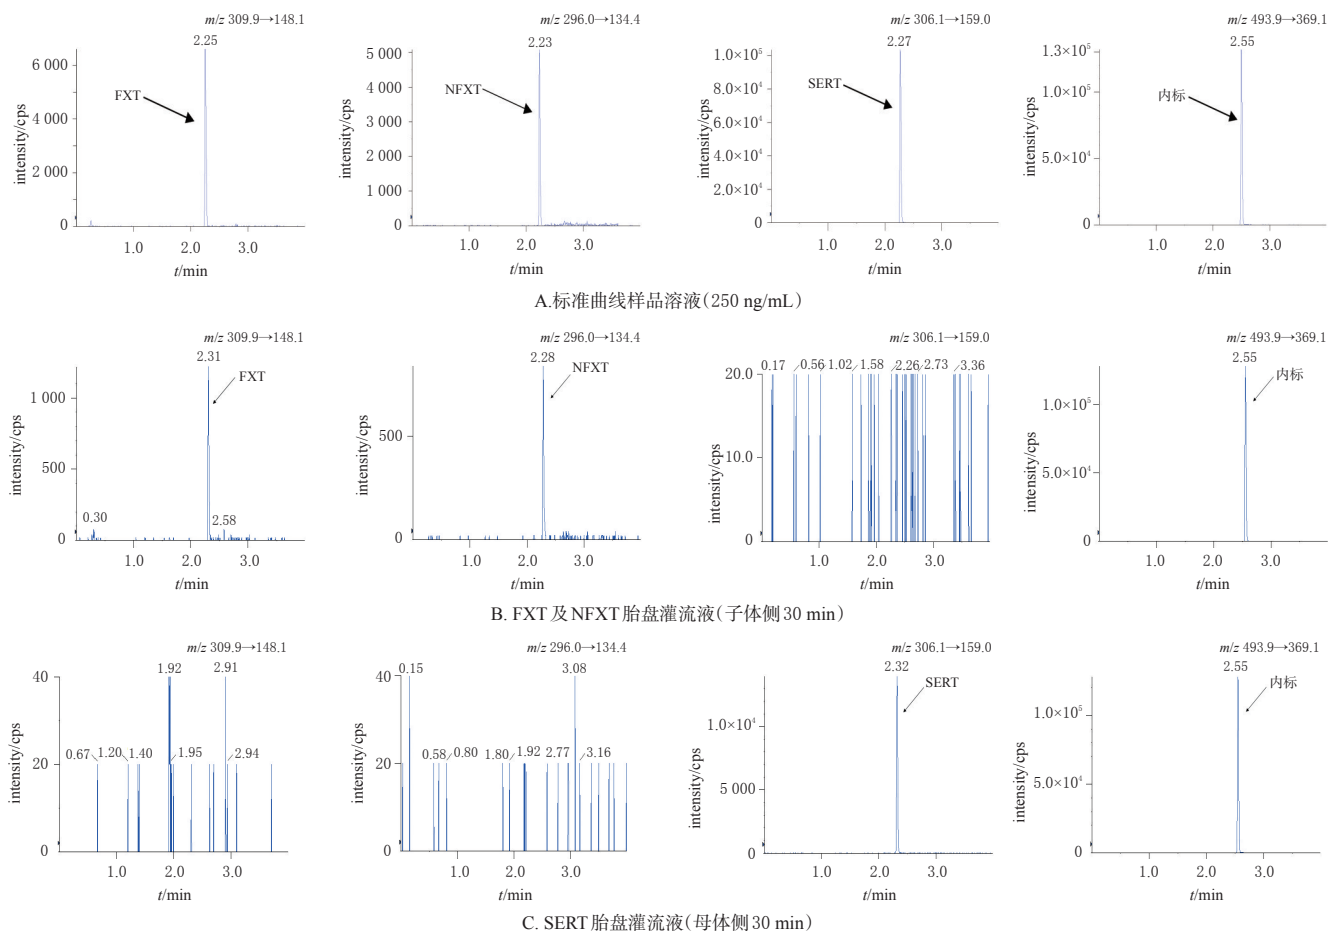 m/z 309.9→148.1
2.25
6 000
4 000
2 000
0
FXT
intensity/cps
1.0 2.0 3.0
t/min
m/z 296.0→134.4
2.23
5 000
4 000
3 000
2 000
1 000
0
NFXT
intensity/cps
1.0 2.0 3.0
t/min
m/z 306.1→159.0
2.27
1.0×10⁵
8.0×10⁴
6.0×10⁴
4.0×10⁴
2.0×10⁴
0
SERT
intensity/cps
1.0 2.0 3.0
t/min
m/z 493.9→369.1
2.55
1.3×10⁵
1.0×10⁵
5.0×10⁴
0
内标
intensity/cps
1.0 2.0 3.0
t/min
A.标准曲线样品溶液(250 ng/mL)
m/z 309.9→148.1
2.31
FXT
1 000
500
0
0.30
2.58
intensity/cps
1.0 2.0 3.0
t/min
m/z 296.0→134.4
2.28
NFXT
500
0
intensity/cps
1.0 2.0 3.0
t/min
m/z 306.1→159.0
0.17 0.56 1.02 1.58 2.26 2.73 3.36
20.0
10.0
0
intensity/cps
1.0 2.0 3.0
t/min
m/z 493.9→369.1
2.55
内标
1.0×10⁵
5.0×10⁴
0
intensity/cps
1.0 2.0 3.0
t/min
B. FXT及NFXT胎盘灌流液(子体侧30 min)
m/z 309.9→148.1
1.92 2.91
40
0.67 1.20 1.40 1.95 2.94
20
0
intensity/cps
1.0 2.0 3.0
t/min
m/z 296.0→134.4
0.15 3.08
40
0.58 0.80 1.80 1.92 2.77 3.16
20
0
intensity/cps
1.0 2.0 3.0
t/min
m/z 306.1→159.0
2.32
SERT
1.0×10⁴
5 000
0
intensity/cps
1.0 2.0 3.0
t/min
m/z 493.9→369.1
2.55
内标
1.0×10⁵
5.0×10⁴
0
intensity/cps
1.0 2.0 3.0
t/min
C. SERT胎盘灌流液(母体侧30 min)